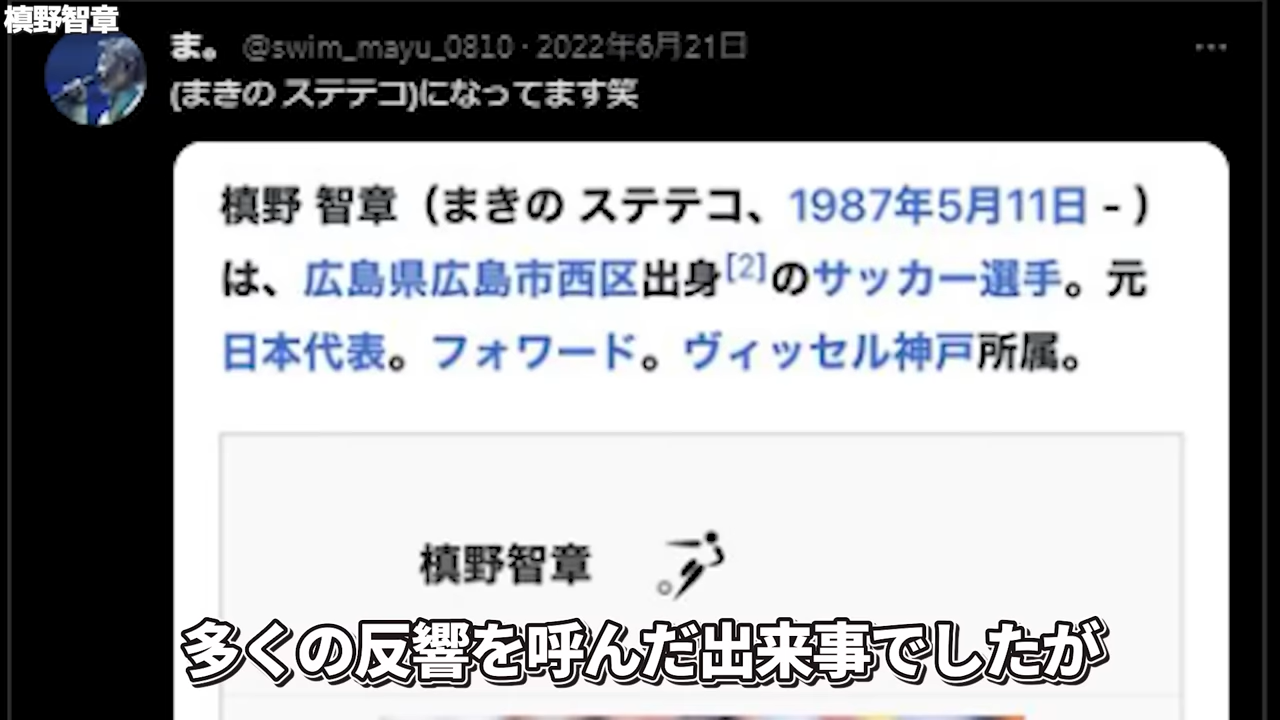 槙野智章
ま。 @swim_mayu_0810 · 2022年6月21日
(まきの ステテコ)になってます笑
槙野 智章（まきの ステテコ、1987年5月11日 - ）
は、広島県広島市西区出身[2]のサッカー選手。元
日本代表。フォワード。ヴィッセル神戸所属。
槙野智章
多くの反響を呼んだ出来事でしたが